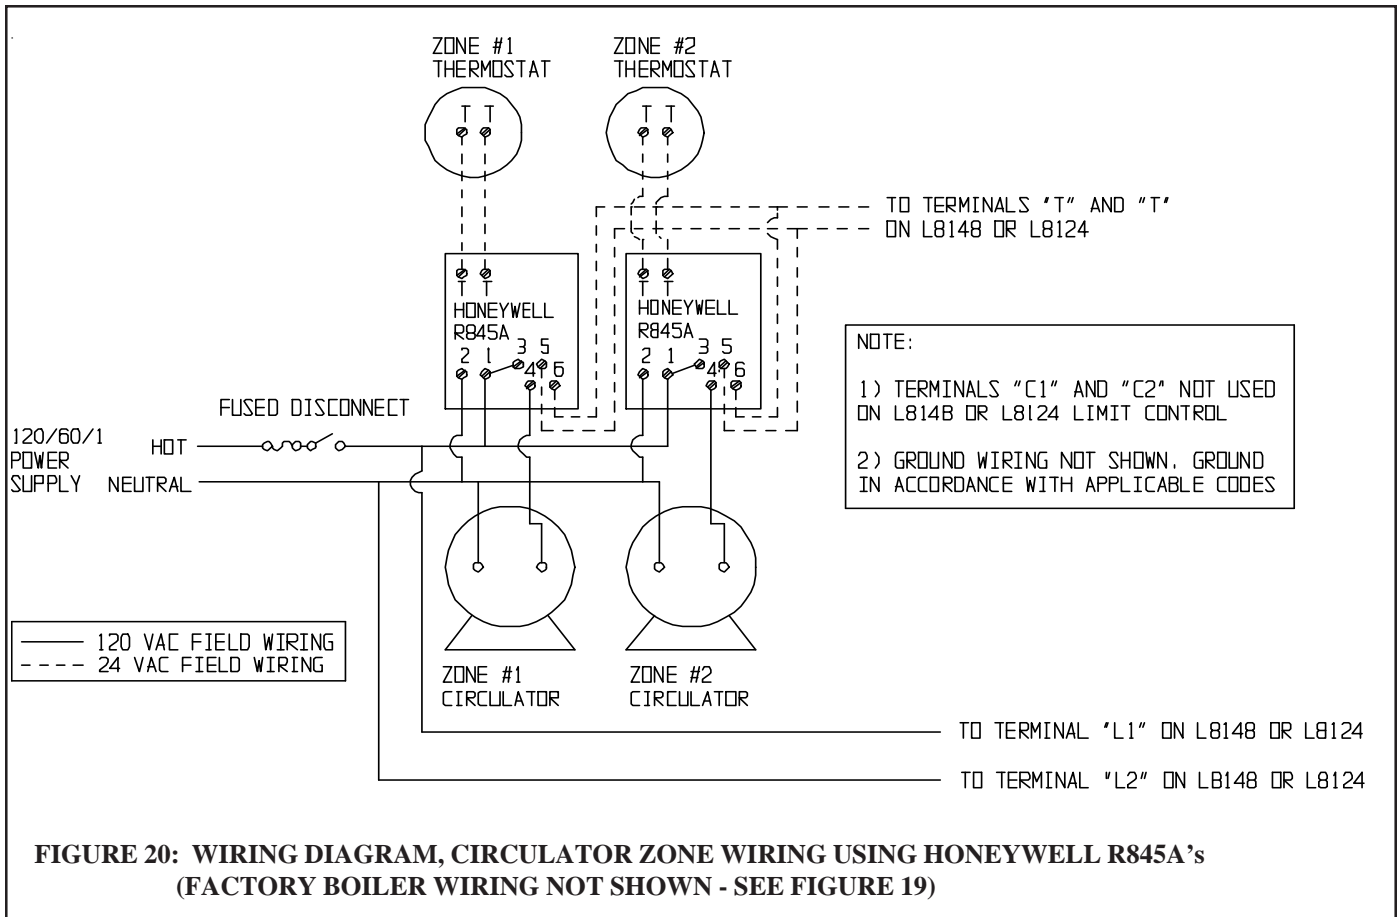 ZONE #1
THERMOSTAT
ZONE #2
THERMOSTAT
T T
T T
TO TERMINALS "T" AND "T"
ON L8148 OR L8124
T T
HONEYWELL
R845A
2 1 3 5
4 6
T T
HONEYWELL
R845A
2 1 3 5
4 6
NOTE:
1) TERMINALS "C1" AND "C2" NOT USED
ON L814B OR L8124 LIMIT CONTROL
2) GROUND WIRING NOT SHOWN. GROUND
IN ACCORDANCE WITH APPLICABLE CODES
FUSED DISCONNECT
120/60/1
POWER
SUPPLY
HOT
NEUTRAL
120 VAC FIELD WIRING
24 VAC FIELD WIRING
ZONE #1
CIRCULATOR
ZONE #2
CIRCULATOR
TO TERMINAL "L1" ON L8148 OR L8124
TO TERMINAL "L2" ON L8148 OR L8124
FIGURE 20: WIRING DIAGRAM, CIRCULATOR ZONE WIRING USING HONEYWELL R845A's
(FACTORY BOILER WIRING NOT SHOWN - SEE FIGURE 19)